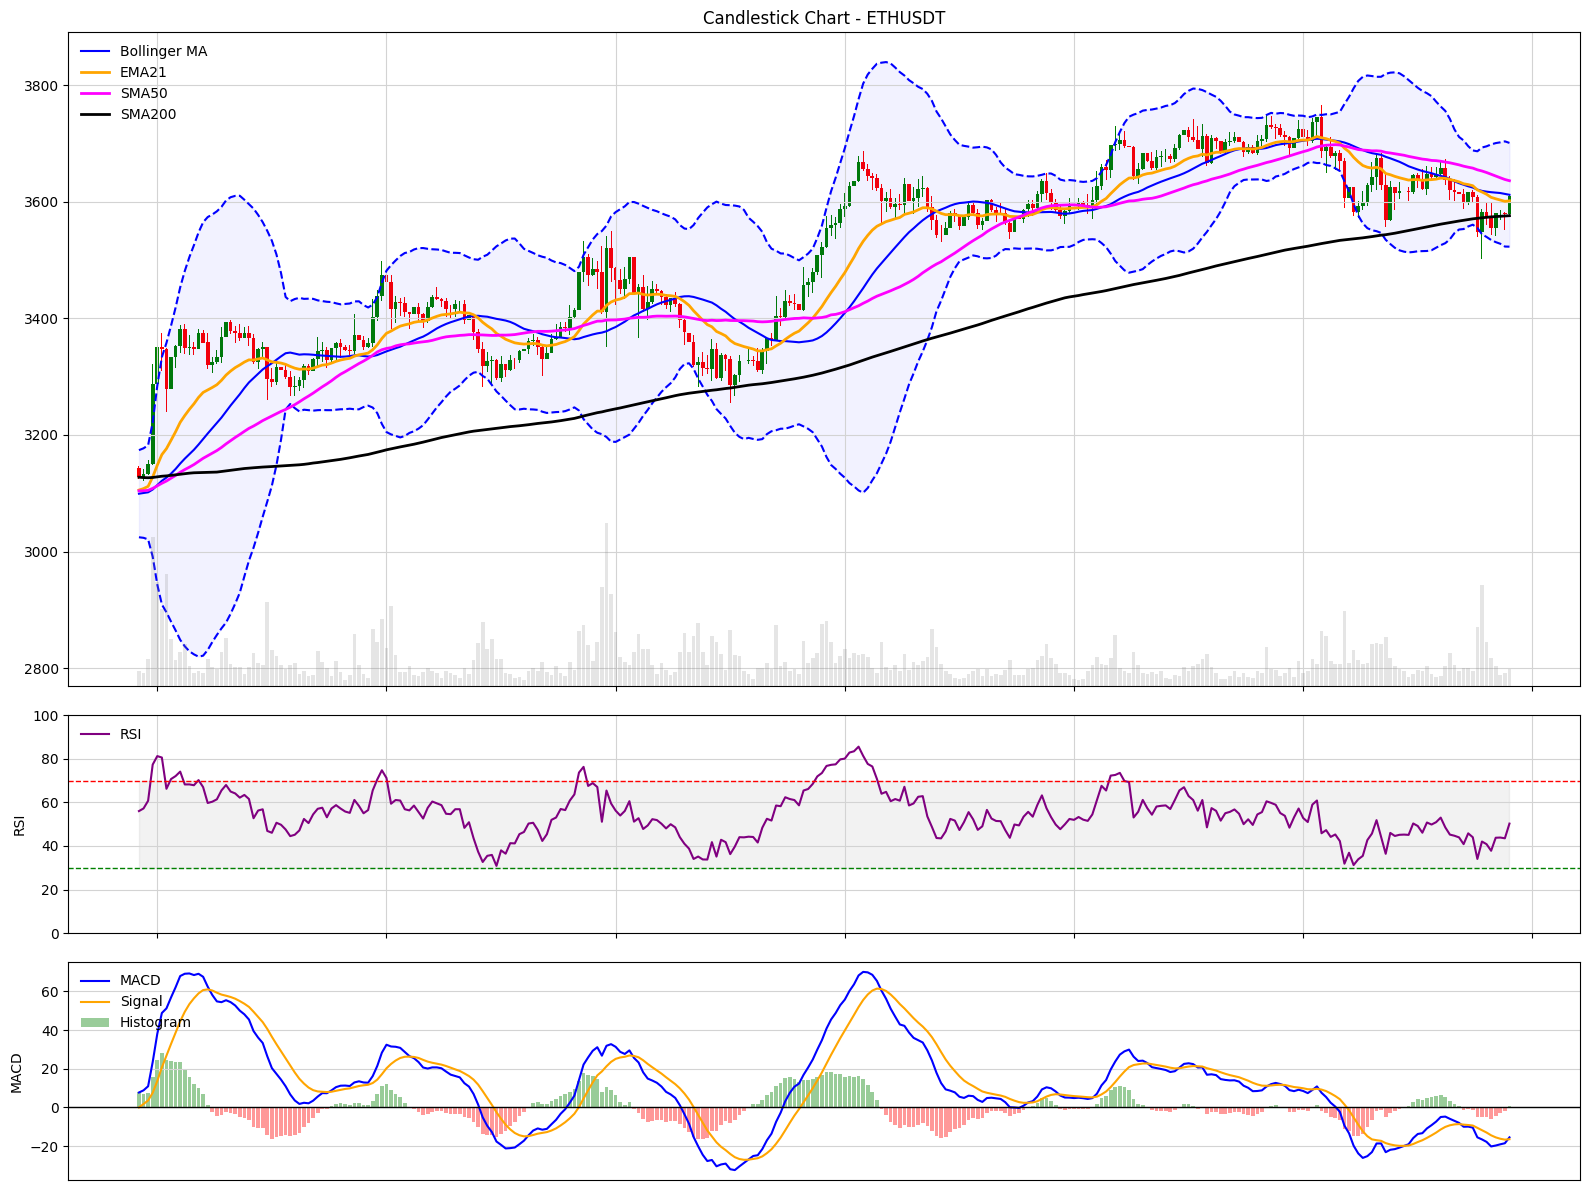 Candlestick Chart - ETHUSDT
Bollinger MA
EMA21
SMA50
SMA200
3800
3600
3400
3200
3000
2800
RSI
100
80
60
40
20
0
RSI
MACD
Signal
Histogram
60
40
20
0
−20
MACD